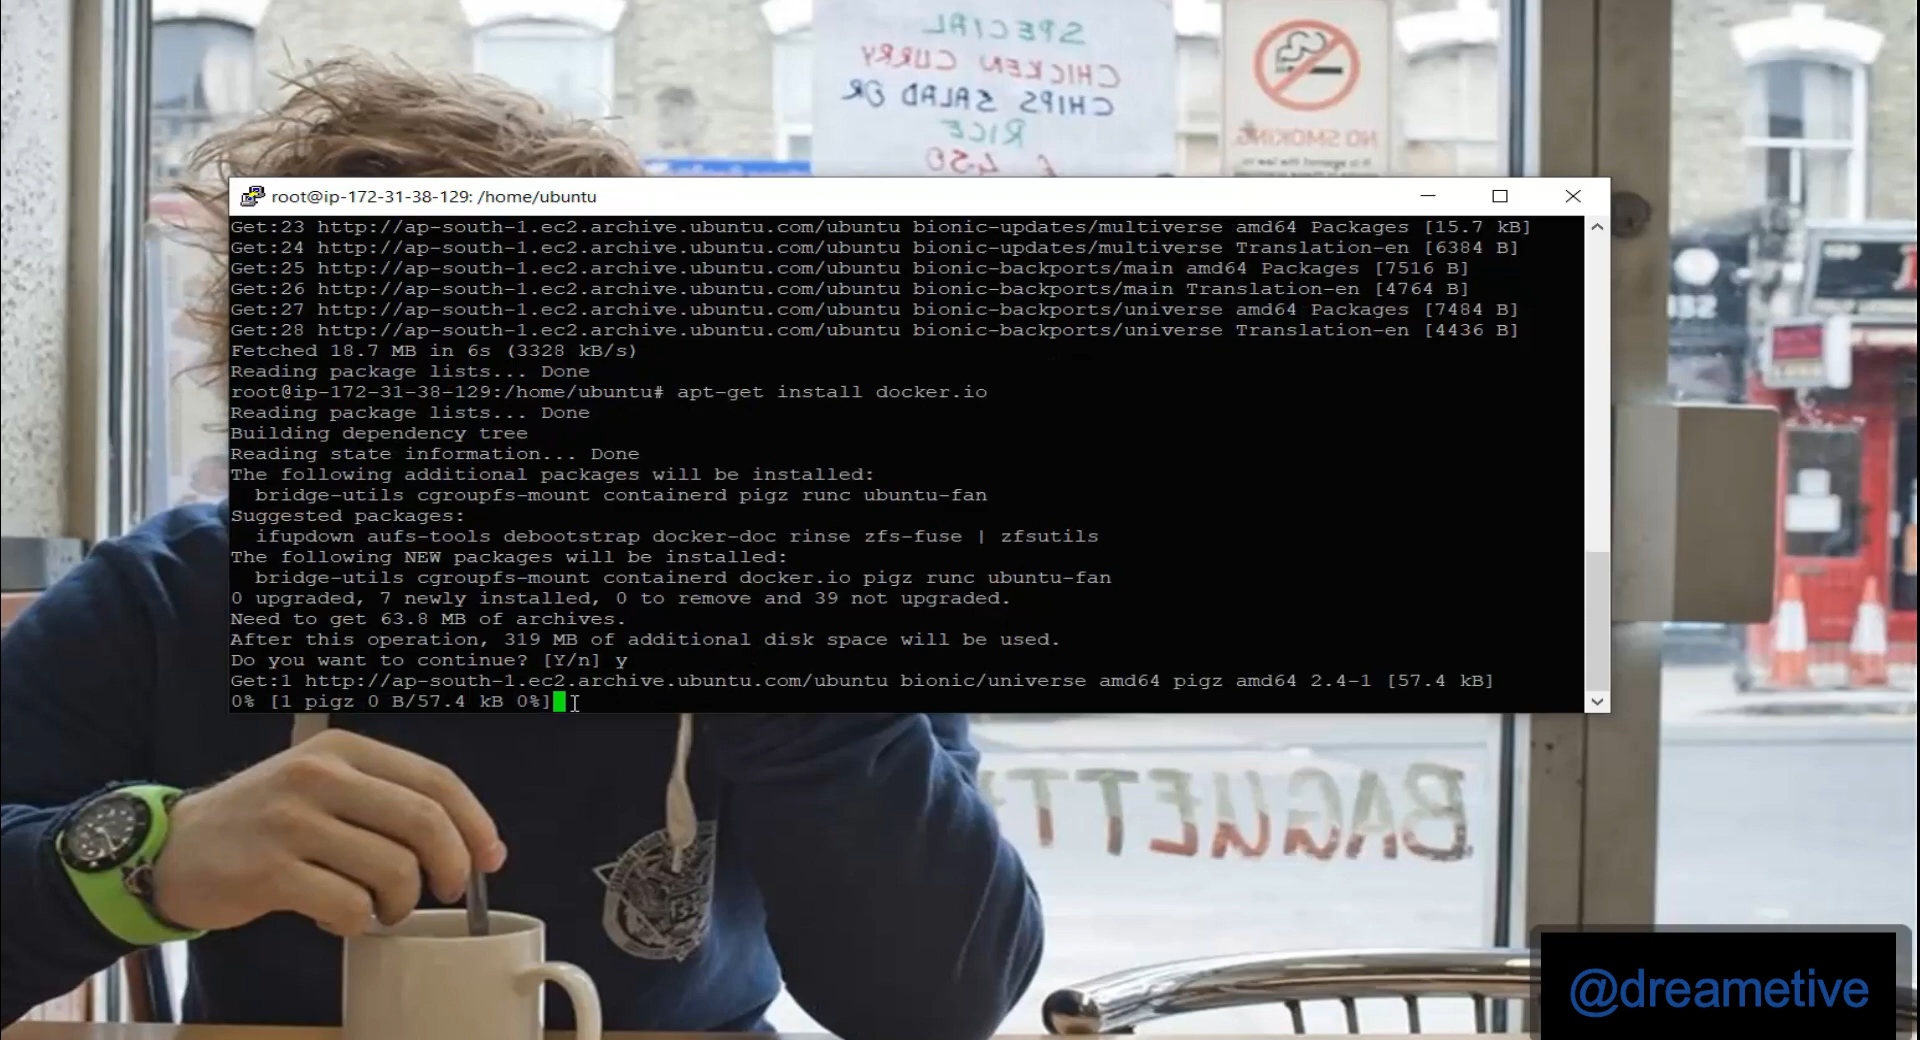 SPECIAL
CHICKEN CURRY
CHIPS SALAD OR
RICE
£ 4.50
NO SMOKING
root@ip-172-31-38-129: /home/ubuntu
Get:23 http://ap-south-1.ec2.archive.ubuntu.com/ubuntu bionic-updates/multiverse amd64 Packages [15.7 kB]
Get:24 http://ap-south-1.ec2.archive.ubuntu.com/ubuntu bionic-updates/multiverse Translation-en [6384 B]
Get:25 http://ap-south-1.ec2.archive.ubuntu.com/ubuntu bionic-backports/main amd64 Packages [7516 B]
Get:26 http://ap-south-1.ec2.archive.ubuntu.com/ubuntu bionic-backports/main Translation-en [4764 B]
Get:27 http://ap-south-1.ec2.archive.ubuntu.com/ubuntu bionic-backports/universe amd64 Packages [7484 B]
Get:28 http://ap-south-1.ec2.archive.ubuntu.com/ubuntu bionic-backports/universe Translation-en [4436 B]
Fetched 18.7 MB in 6s (3328 kB/s)
Reading package lists... Done
root@ip-172-31-38-129:/home/ubuntu# apt-get install docker.io
Reading package lists... Done
Building dependency tree
Reading state information... Done
The following additional packages will be installed:
  bridge-utils cgroupfs-mount containerd pigz runc ubuntu-fan
Suggested packages:
  ifupdown aufs-tools debootstrap docker-doc rinse zfs-fuse | zfsutils
The following NEW packages will be installed:
  bridge-utils cgroupfs-mount containerd docker.io pigz runc ubuntu-fan
0 upgraded, 7 newly installed, 0 to remove and 39 not upgraded.
Need to get 63.8 MB of archives.
After this operation, 319 MB of additional disk space will be used.
Do you want to continue? [Y/n] y
Get:1 http://ap-south-1.ec2.archive.ubuntu.com/ubuntu bionic/universe amd64 pigz amd64 2.4-1 [57.4 kB]
0% [1 pigz 0 B/57.4 kB 0%]
BAGUETT
@dreametive